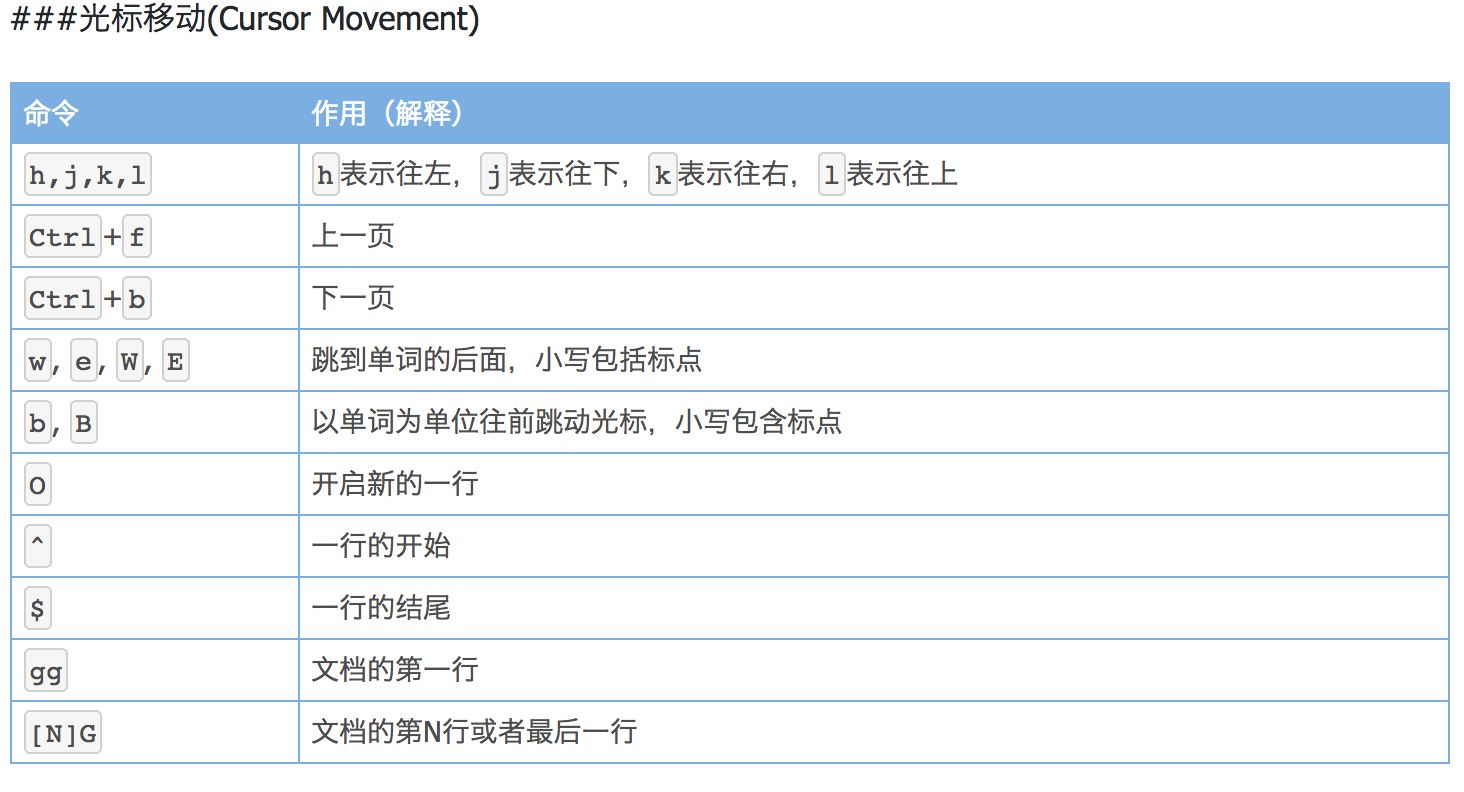 ###光标移动(Cursor Movement)
命令 作用（解释）
h,j,k,l h表示往左，j表示往下，k表示往右，l表示往上
Ctrl+f 上一页
Ctrl+b 下一页
w, e, W, E 跳到单词的后面，小写包括标点
b, B 以单词为单位往前跳动光标，小写包含标点
O 开启新的一行
^ 一行的开始
$ 一行的结尾
gg 文档的第一行
[N]G 文档的第N行或者最后一行